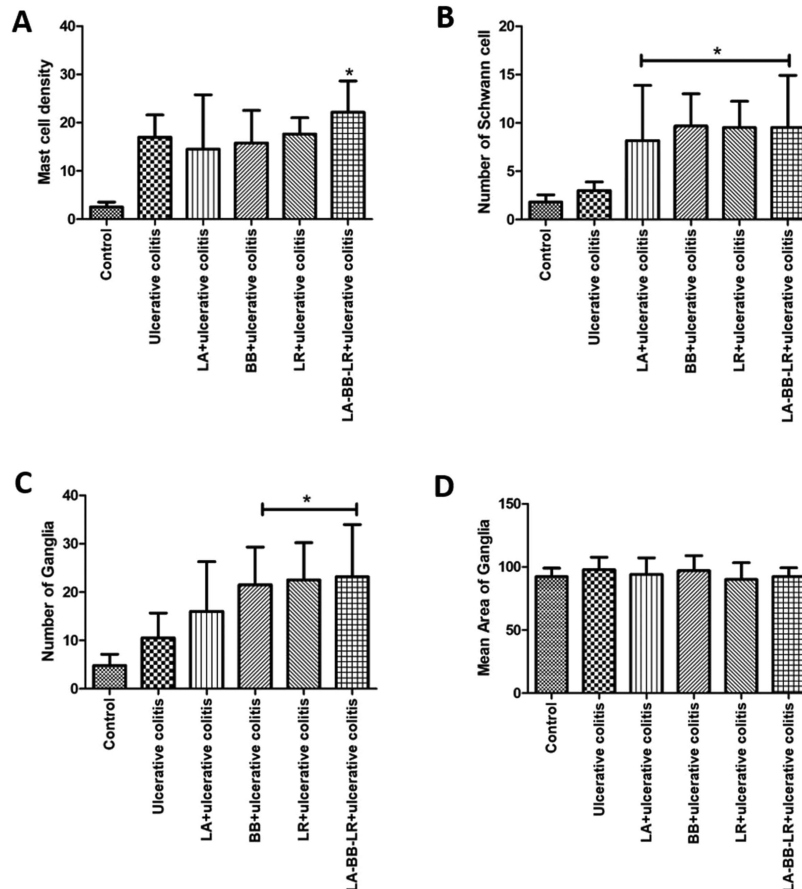 A
Mast cell density
40
30
20
10
0
*
Control
Ulcerative colitis
LA+ulcerative colitis
BB+ulcerative colitis
LR+ulcerative colitis
LA-BB-LR+ulcerative colitis
B
Number of Schwann cell
20
15
10
5
0
*
Control
Ulcerative colitis
LA+ulcerative colitis
BB+ulcerative colitis
LR+ulcerative colitis
LA-BB-LR+ulcerative colitis
C
Number of Ganglia
40
30
20
10
0
*
Control
Ulcerative colitis
LA+ulcerative colitis
BB+ulcerative colitis
LR+ulcerative colitis
LA-BB-LR+ulcerative colitis
D
Mean Area of Ganglia
150
100
50
0
Control
Ulcerative colitis
LA+ulcerative colitis
BB+ulcerative colitis
LR+ulcerative colitis
LA-BB-LR+ulcerative colitis